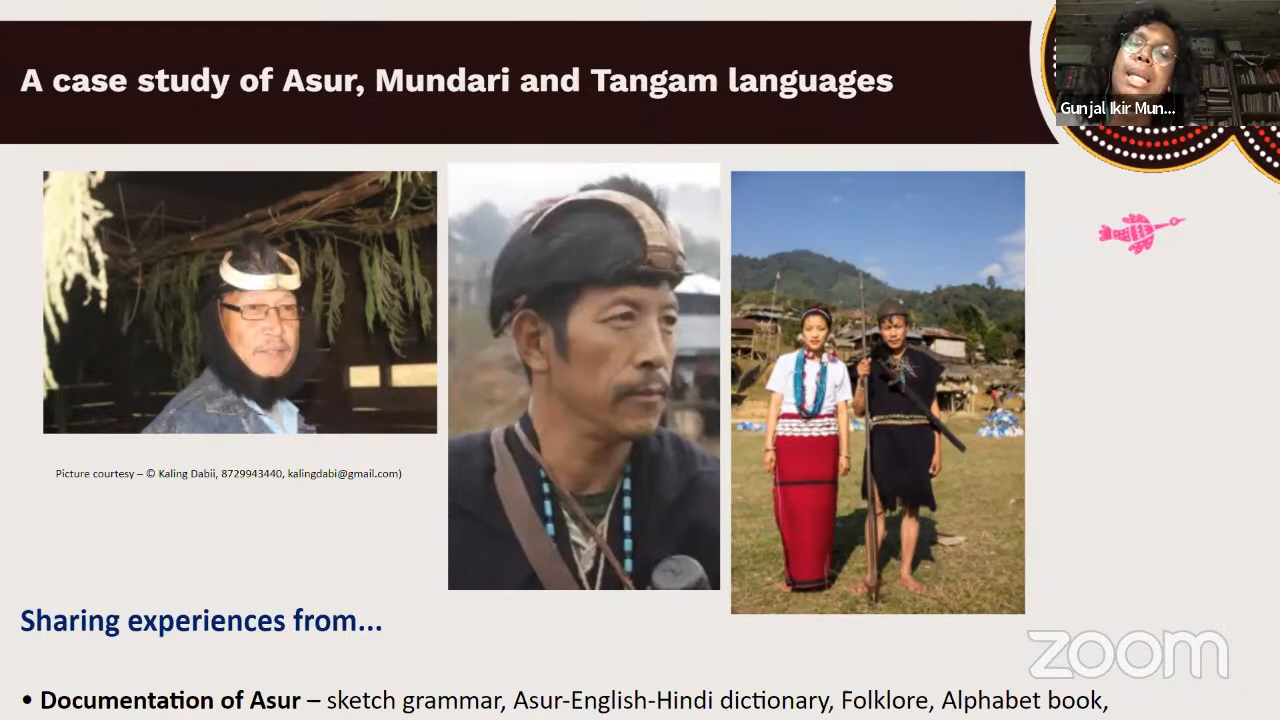 A case study of Asur, Mundari and Tangam languages
Gunjal Ikir Mun...
Picture courtesy – © Kaling Dabii, 8729943440, kalingdabi@gmail.com)
Sharing experiences from...
zoom
• Documentation of Asur – sketch grammar, Asur-English-Hindi dictionary, Folklore, Alphabet book,